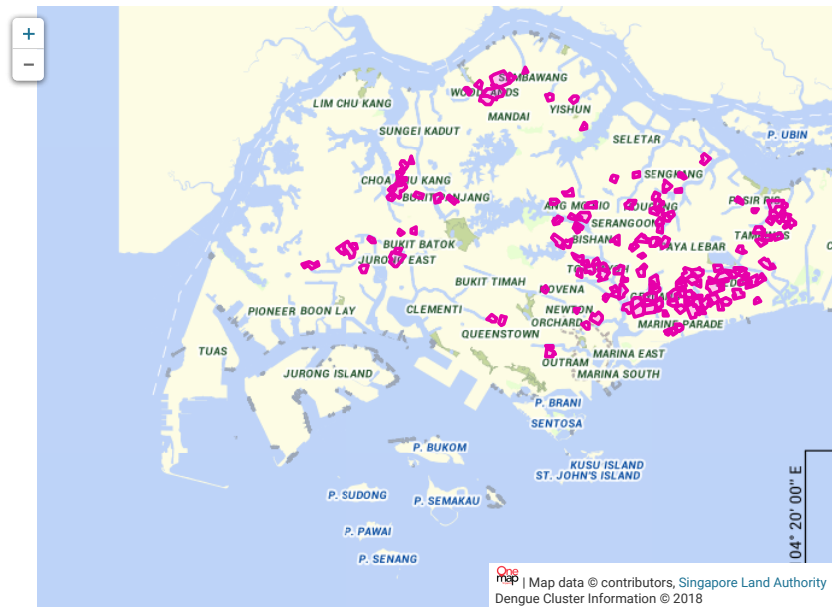 +
−
SEMBAWANG
WOODLANDS
LIM CHU KANG
YISHUN
MANDAI
SUNGEI KADUT
P. UBIN
SELETAR
SENGKANG
CHOA CHU KANG
BUKIT PANJANG
PASIR RIS
ANG MO KIO
HOUGANG
SERANGOON
TAMPINES
BISHAN
BUKIT BATOK
PAYA LEBAR
C
JURONG EAST
TOA PAYOH
BUKIT TIMAH
NOVENA
GEYLANG
PIONEER
BOON LAY
CLEMENTI
NEWTON
ORCHARD
MARINE PARADE
QUEENSTOWN
TUAS
MARINA EAST
OUTRAM
JURONG ISLAND
MARINA SOUTH
P. BRANI
SENTOSA
P. BUKOM
KUSU ISLAND
ST. JOHN'S ISLAND
P. SUDONG
P. SEMAKAU
P. PAWAI
P. SENANG
104° 20' 00" E
One
map | Map data © contributors, Singapore Land Authority
Dengue Cluster Information © 2018